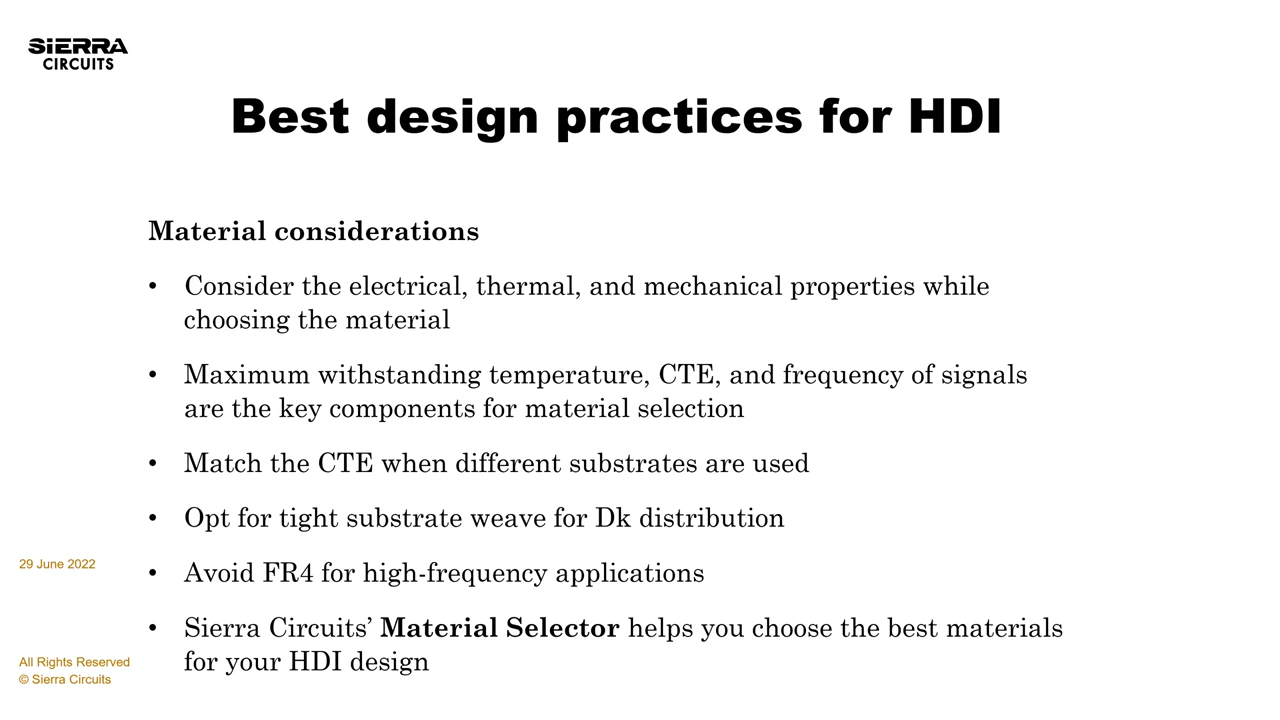 SIERRA
CIRCUITS
Best design practices for HDI
Material considerations
• Consider the electrical, thermal, and mechanical properties while
choosing the material
• Maximum withstanding temperature, CTE, and frequency of signals
are the key components for material selection
• Match the CTE when different substrates are used
• Opt for tight substrate weave for Dk distribution
• Avoid FR4 for high-frequency applications
• Sierra Circuits’ Material Selector helps you choose the best materials
for your HDI design
29 June 2022
All Rights Reserved
© Sierra Circuits